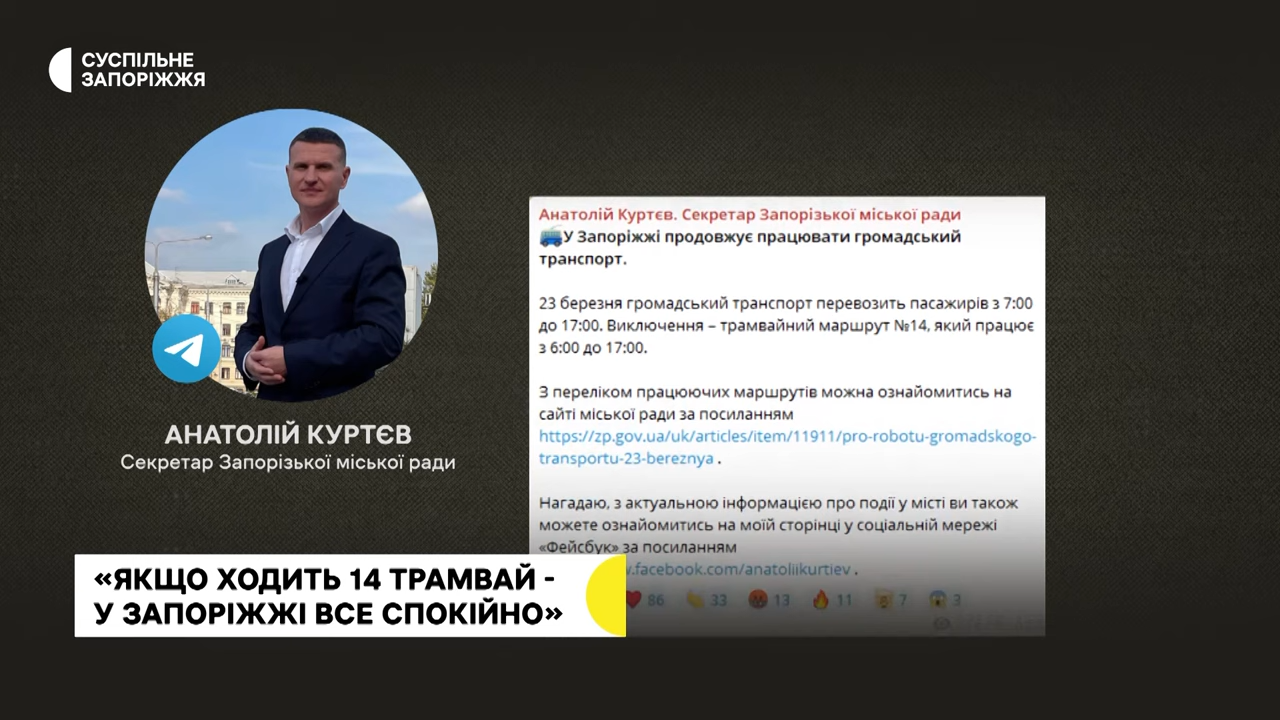 СУСПІЛЬНЕ
ЗАПОРІЖЖЯ
АНАТОЛІЙ КУРТЄВ
Секретар Запорізької міської ради
Анатолій Куртєв. Секретар Запорізької міської ради
У Запоріжжі продовжує працювати громадський
транспорт.
23 березня громадський транспорт перевозить пасажирів з 7:00
до 17:00. Виключення – трамвайний маршрут №14, який працює
з 6:00 до 17:00.
З переліком працюючих маршрутів можна ознайомитись на
сайті міської ради за посиланням
https://zp.gov.ua/uk/articles/item/11911/pro-robotu-gromadskogo-
transportu-23-bereznya .
Нагадаю, з актуальною інформацією про події у місті ви також
можете ознайомитись на моїй сторінці у соціальній мережі
«Фейсбук» за посиланням
.facebook.com/anatoliikurtiev .
86 33 13 11 7 3
«ЯКЩО ХОДИТЬ 14 ТРАМВАЙ -
У ЗАПОРІЖЖІ ВСЕ СПОКІЙНО»